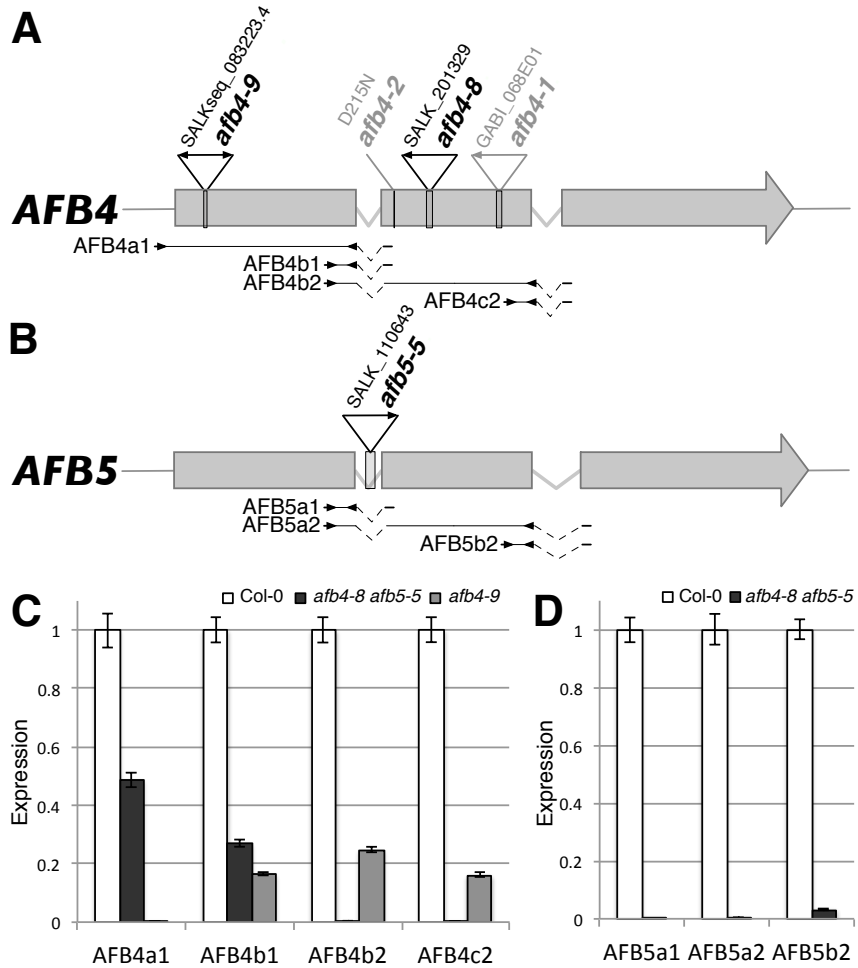 A
SALKseq_083223.4
afb4-9
D215N
afb4-2
SALK_201329
afb4-8
GABI_068E01
afb4-1
AFB4
AFB4a1
AFB4b1
AFB4b2
AFB4c2
B
SALK_110643
afb5-5
AFB5
AFB5a1
AFB5a2
AFB5b2
C
Col-0 afb4-8 afb5-5 afb4-9
1
0.8
0.6
0.4
0.2
0
Expression
AFB4a1 AFB4b1 AFB4b2 AFB4c2
D
Col-0 afb4-8 afb5-5
1
0.8
0.6
0.4
0.2
0
Expression
AFB5a1 AFB5a2 AFB5b2